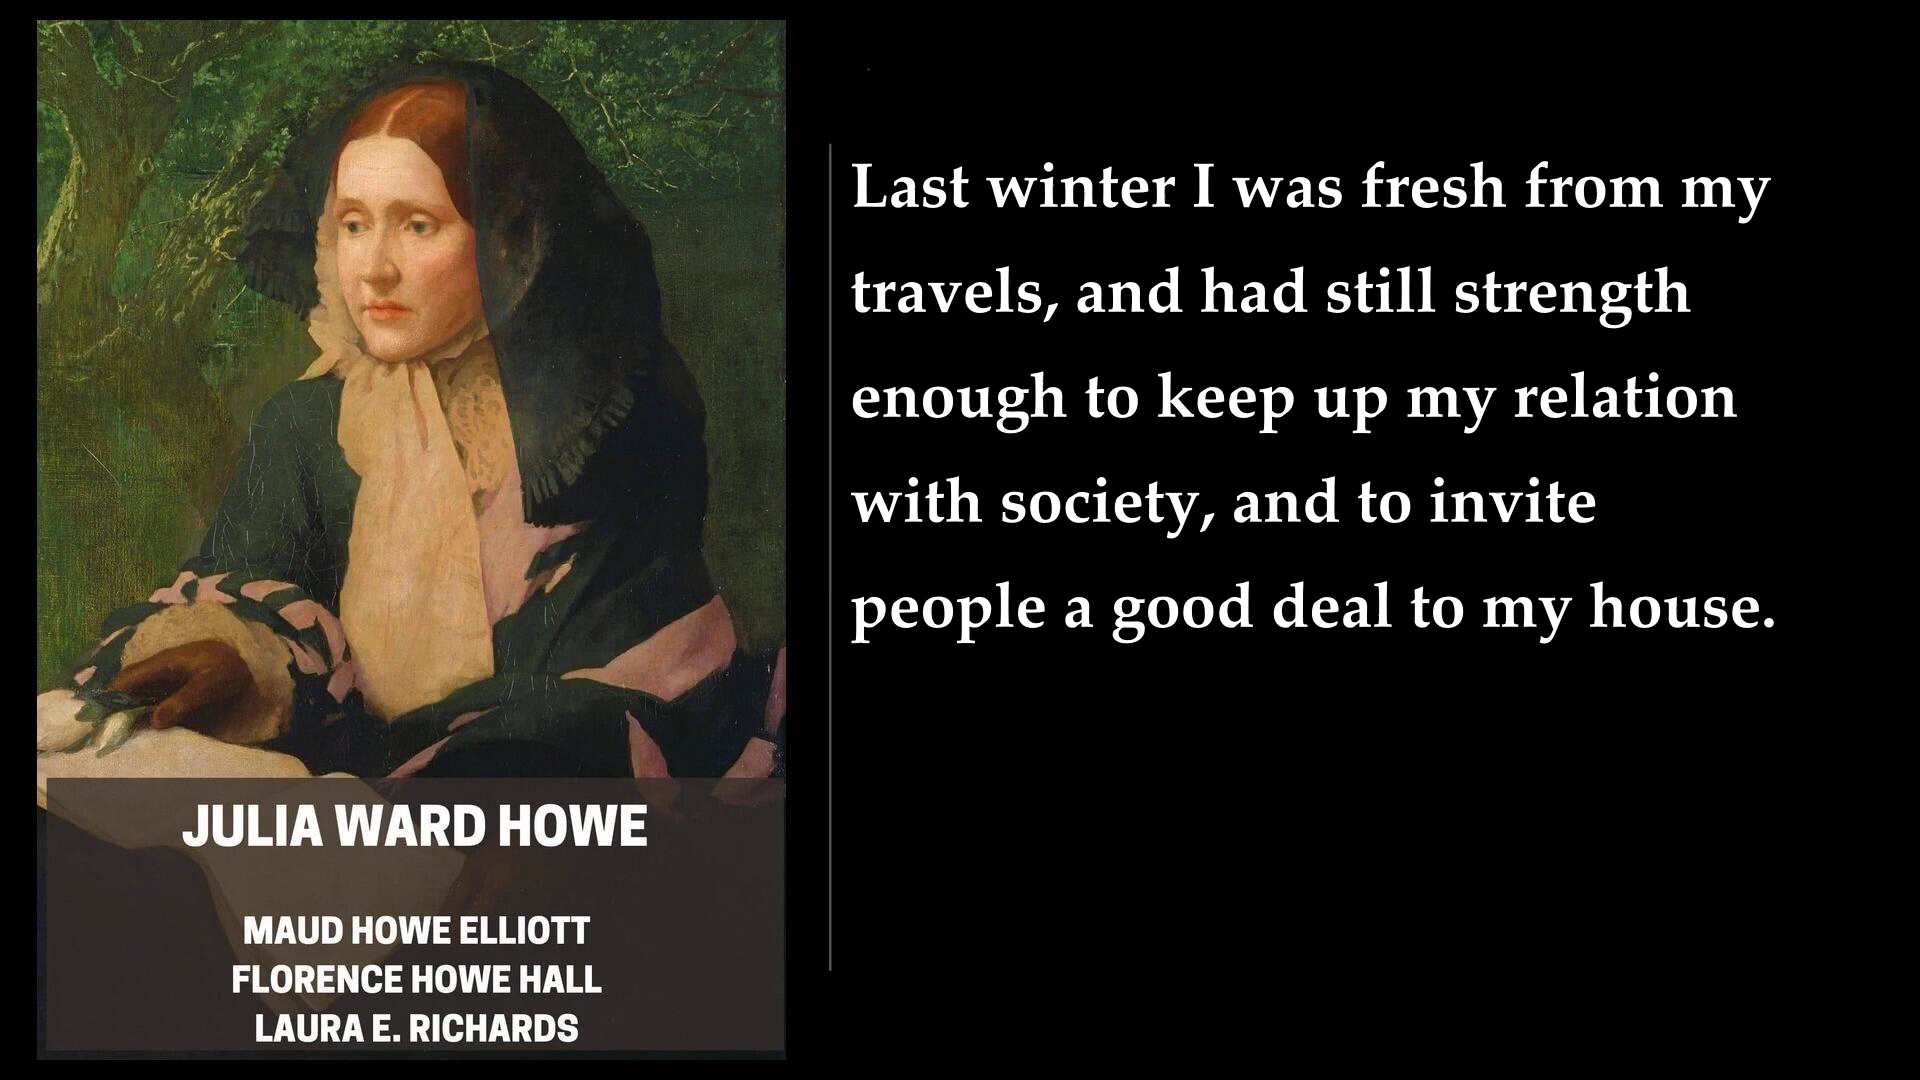 JULIA WARD HOWE
MAUD HOWE ELLIOTT
FLORENCE HOWE HALL
LAURA E. RICHARDS
Last winter I was fresh from my
travels, and had still strength
enough to keep up my relation
with society, and to invite
people a good deal to my house.